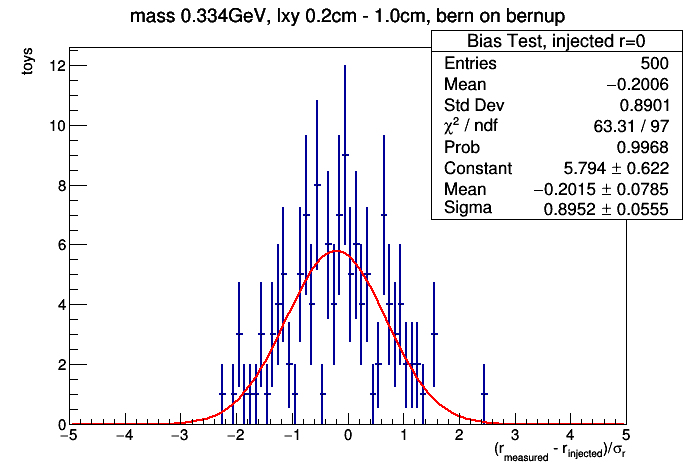 mass 0.334GeV, lxy 0.2cm - 1.0cm, bern on bernup
Bias Test, injected r=0
Entries 500
Mean −0.2006
Std Dev 0.8901
χ² / ndf 63.31 / 97
Prob 0.9968
Constant 5.794 ± 0.622
Mean −0.2015 ± 0.0785
Sigma 0.8952 ± 0.0555
toys
12
10
8
6
4
2
0
−5 −4 −3 −2 −1 0 1 2 3 4 5
(r_measured - r_injected)/σ_r